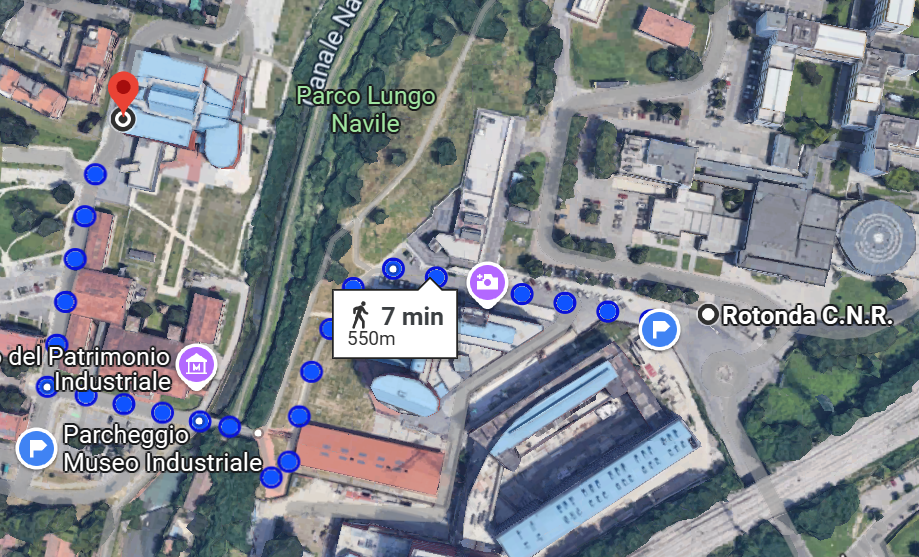 Canale Na
Parco Lungo
Navile
7 min
550m
Rotonda C.N.R.
P
o del Patrimonio
Industriale
M
P
Parcheggio
Museo Industriale